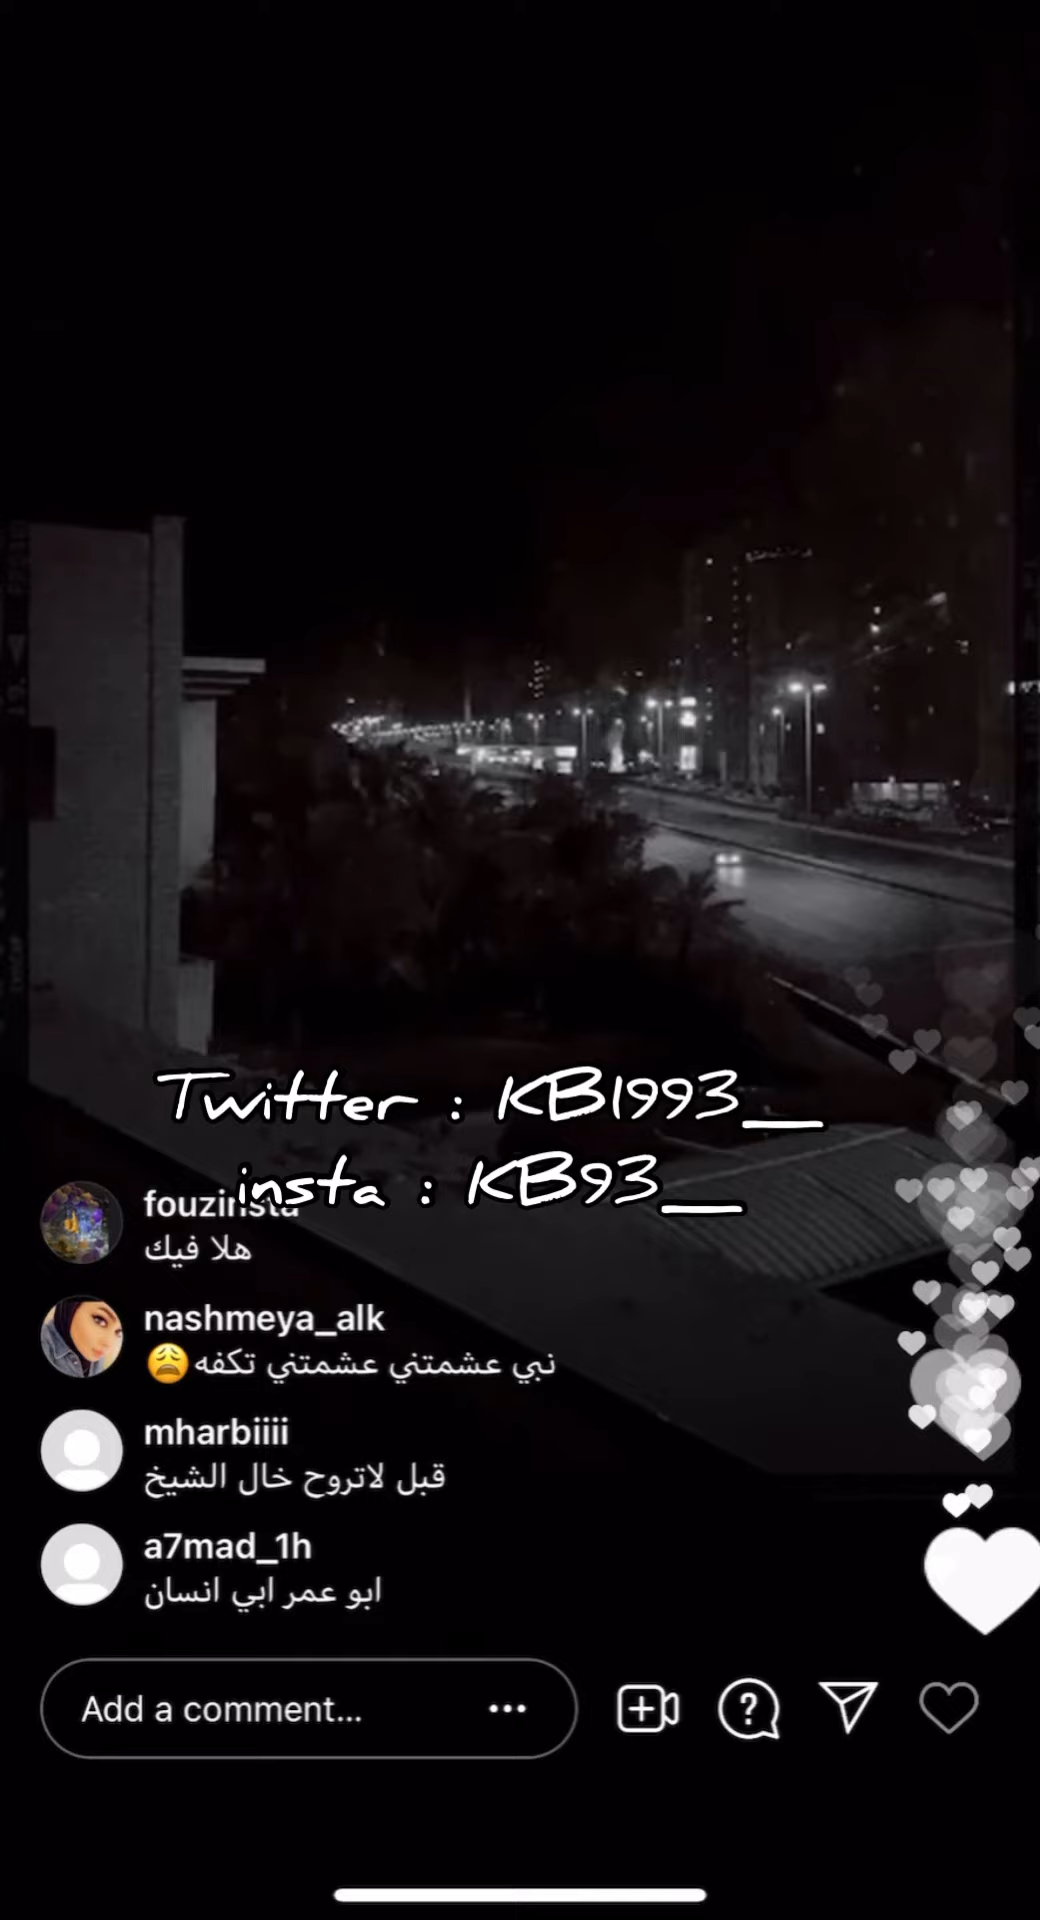 Twitter : KB1993__
insta : KB93__
fouzinsta
هلا فيك
nashmeya_alk
نبي عشمتني عشمتني تكفه😩
mharbiiii
قبل لاتروح خال الشيخ
a7mad_1h
ابو عمر ابي انسان
Add a comment...